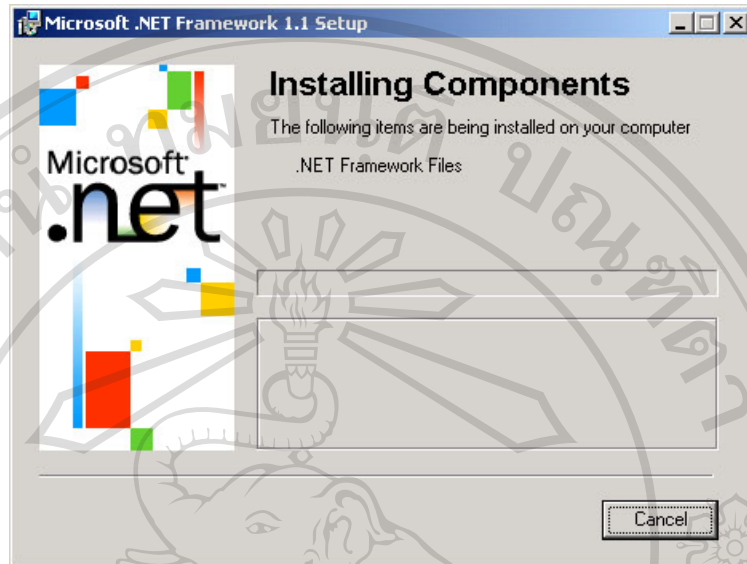 Microsoft .NET Framework 1.1 Setup
Installing Components
The following items are being installed on your computer
.NET Framework Files
Microsoft
.net
Cancel